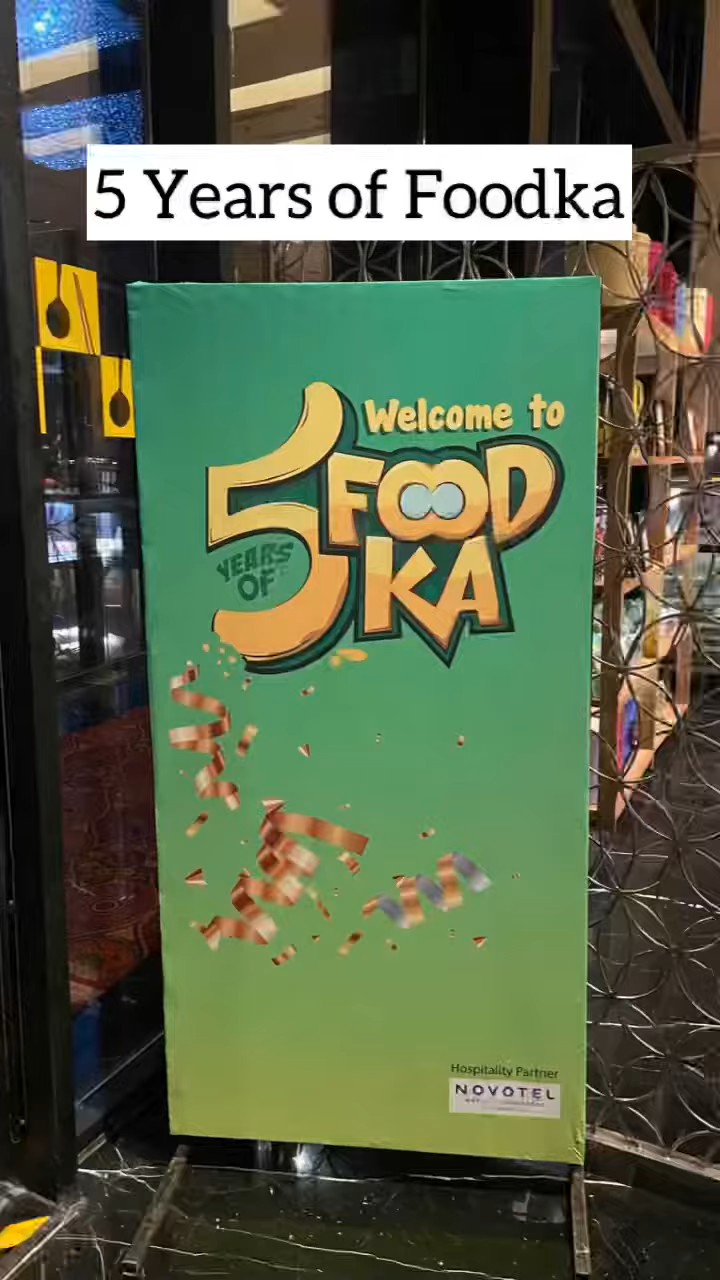 5 Years of Foodka
Welcome to
5 YEARS OF
FOOD
KA
Hospitality Partner
NOVOTEL